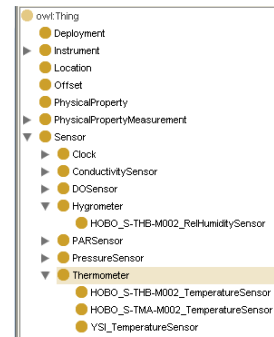 owl:Thing
Deployment
Instrument
Location
Offset
PhysicalProperty
PhysicalPropertyMeasurement
Sensor
Clock
ConductivitySensor
DOSensor
Hygrometer
HOBO_S-THB-M002_RelHumiditySensor
PARSensor
PressureSensor
Thermometer
HOBO_S-THB-M002_TemperatureSensor
HOBO_S-TMA-M002_TemperatureSensor
YSI_TemperatureSensor